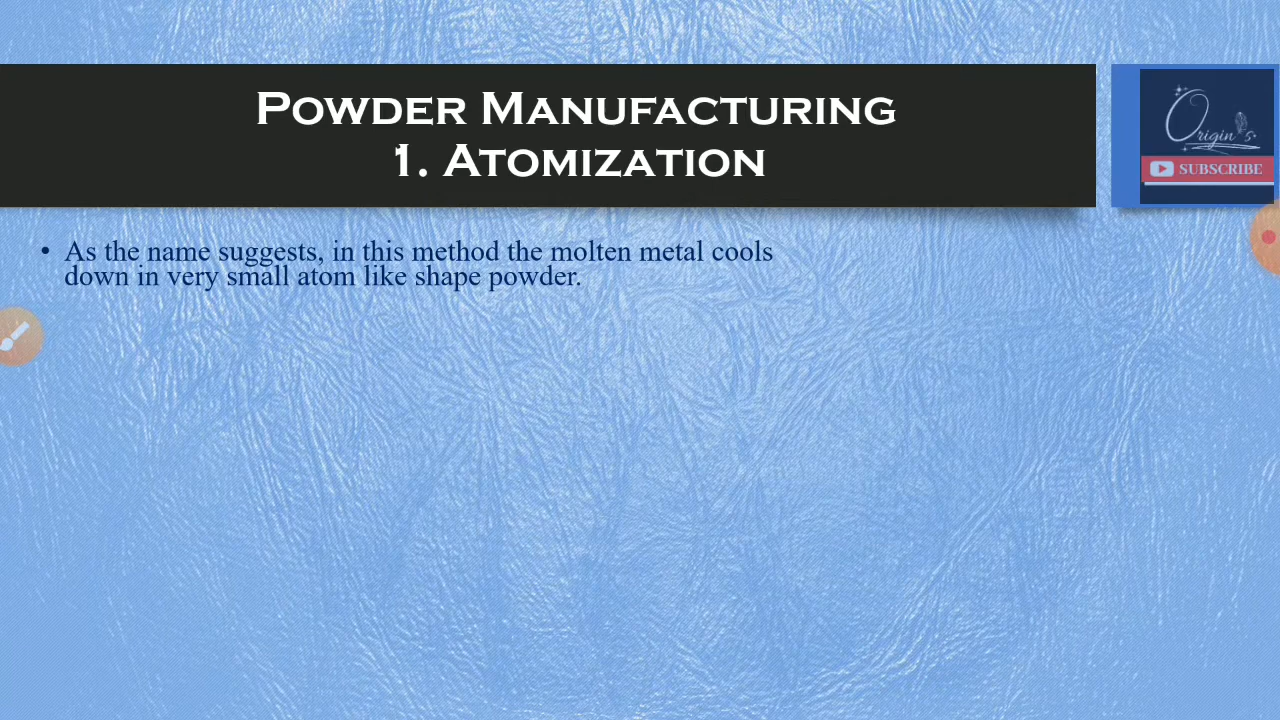 Powder Manufacturing
1. Atomization
Origin's
SUBSCRIBE
• As the name suggests, in this method the molten metal cools
down in very small atom like shape powder.